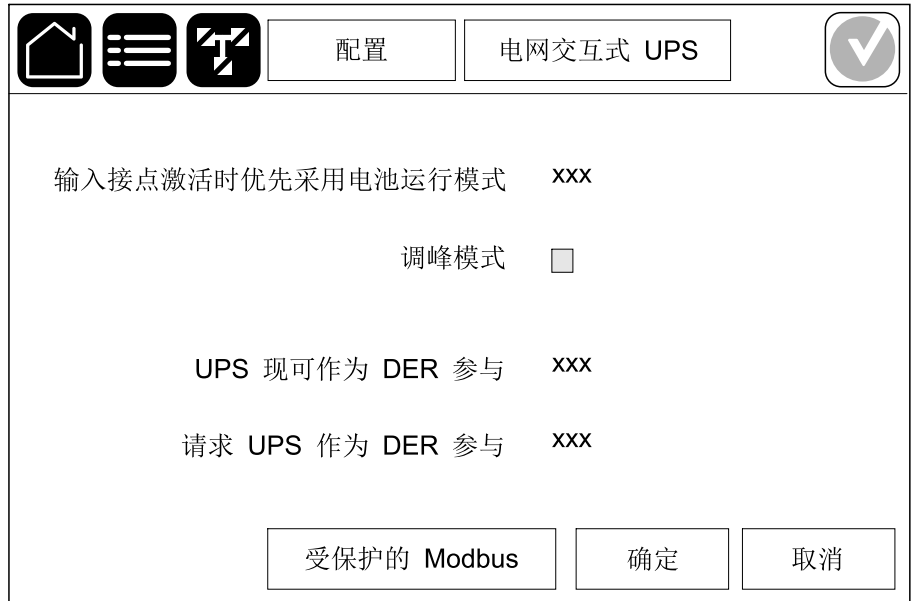 配置
电网交互式 UPS
输入接点激活时优先采用电池运行模式 xxx
调峰模式
UPS 现可作为 DER 参与 xxx
请求 UPS 作为 DER 参与 xxx
受保护的 Modbus
确定
取消